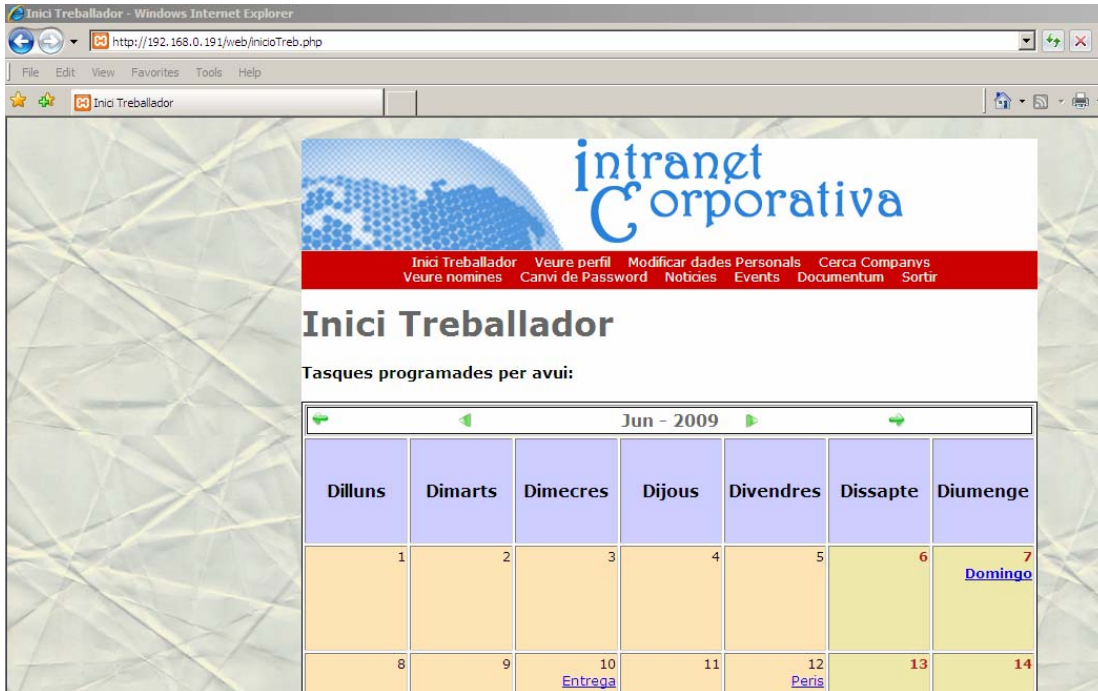 Inici Treballador - Windows Internet Explorer
http://192.168.0.191/web/inicioTreb.php
File Edit View Favorites Tools Help
Inici Treballador
intranet
Corporativa
Inici Treballador Veure perfil Modificar dades Personals Cerca Companys
Veure nomines Canvi de Password Noticies Events Documentum Sortir
Inici Treballador
Tasques programades per avui:
Jun - 2009
Dilluns Dimarts Dimecres Dijous Divendres Dissapte Diumenge
1 2 3 4 5 6 7
Domingo
8 9 10 11 12 13 14
Entrega Peris